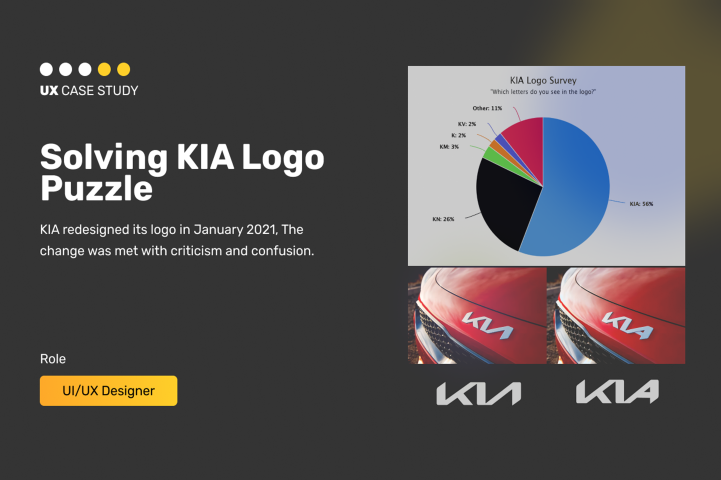 UX CASE STUDY
Solving KIA Logo
Puzzle
KIA redesigned its logo in January 2021, The
change was met with criticism and confusion.
Role
UI/UX Designer
KIA Logo Survey
"Which letters do you see in the logo?"
Other: 11%
KV: 2%
K: 2%
KM: 3%
KIA: 56%
KN: 26%
KIA
KIA
KIA
KIA